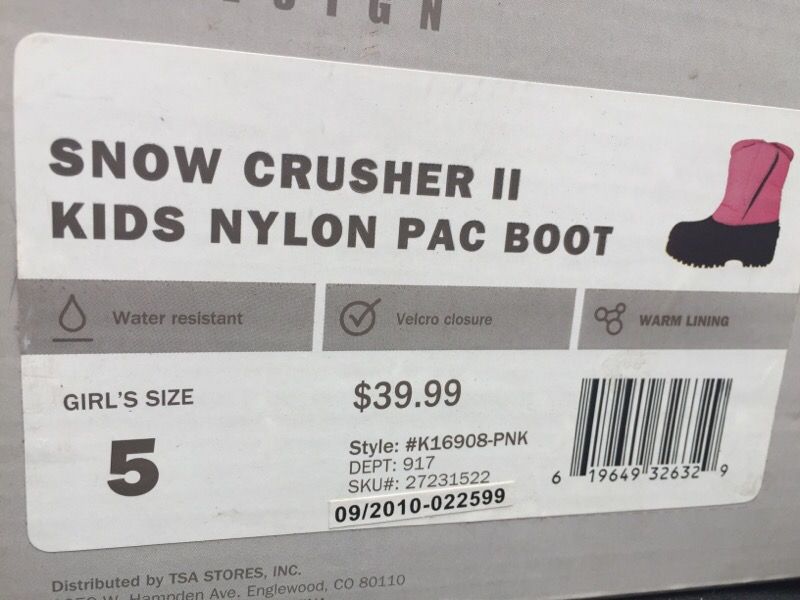 SNOW CRUSHER II
KIDS NYLON PAC BOOT
Water resistant
Velcro closure
WARM LINING
GIRL'S SIZE
5
$39.99
Style: #K16908-PNK
DEPT: 917
SKU#: 27231522
09/2010-022599
6 19649 32632 9
Distributed by TSA STORES, INC.
W. Hampden Ave. Englewood, CO 80110